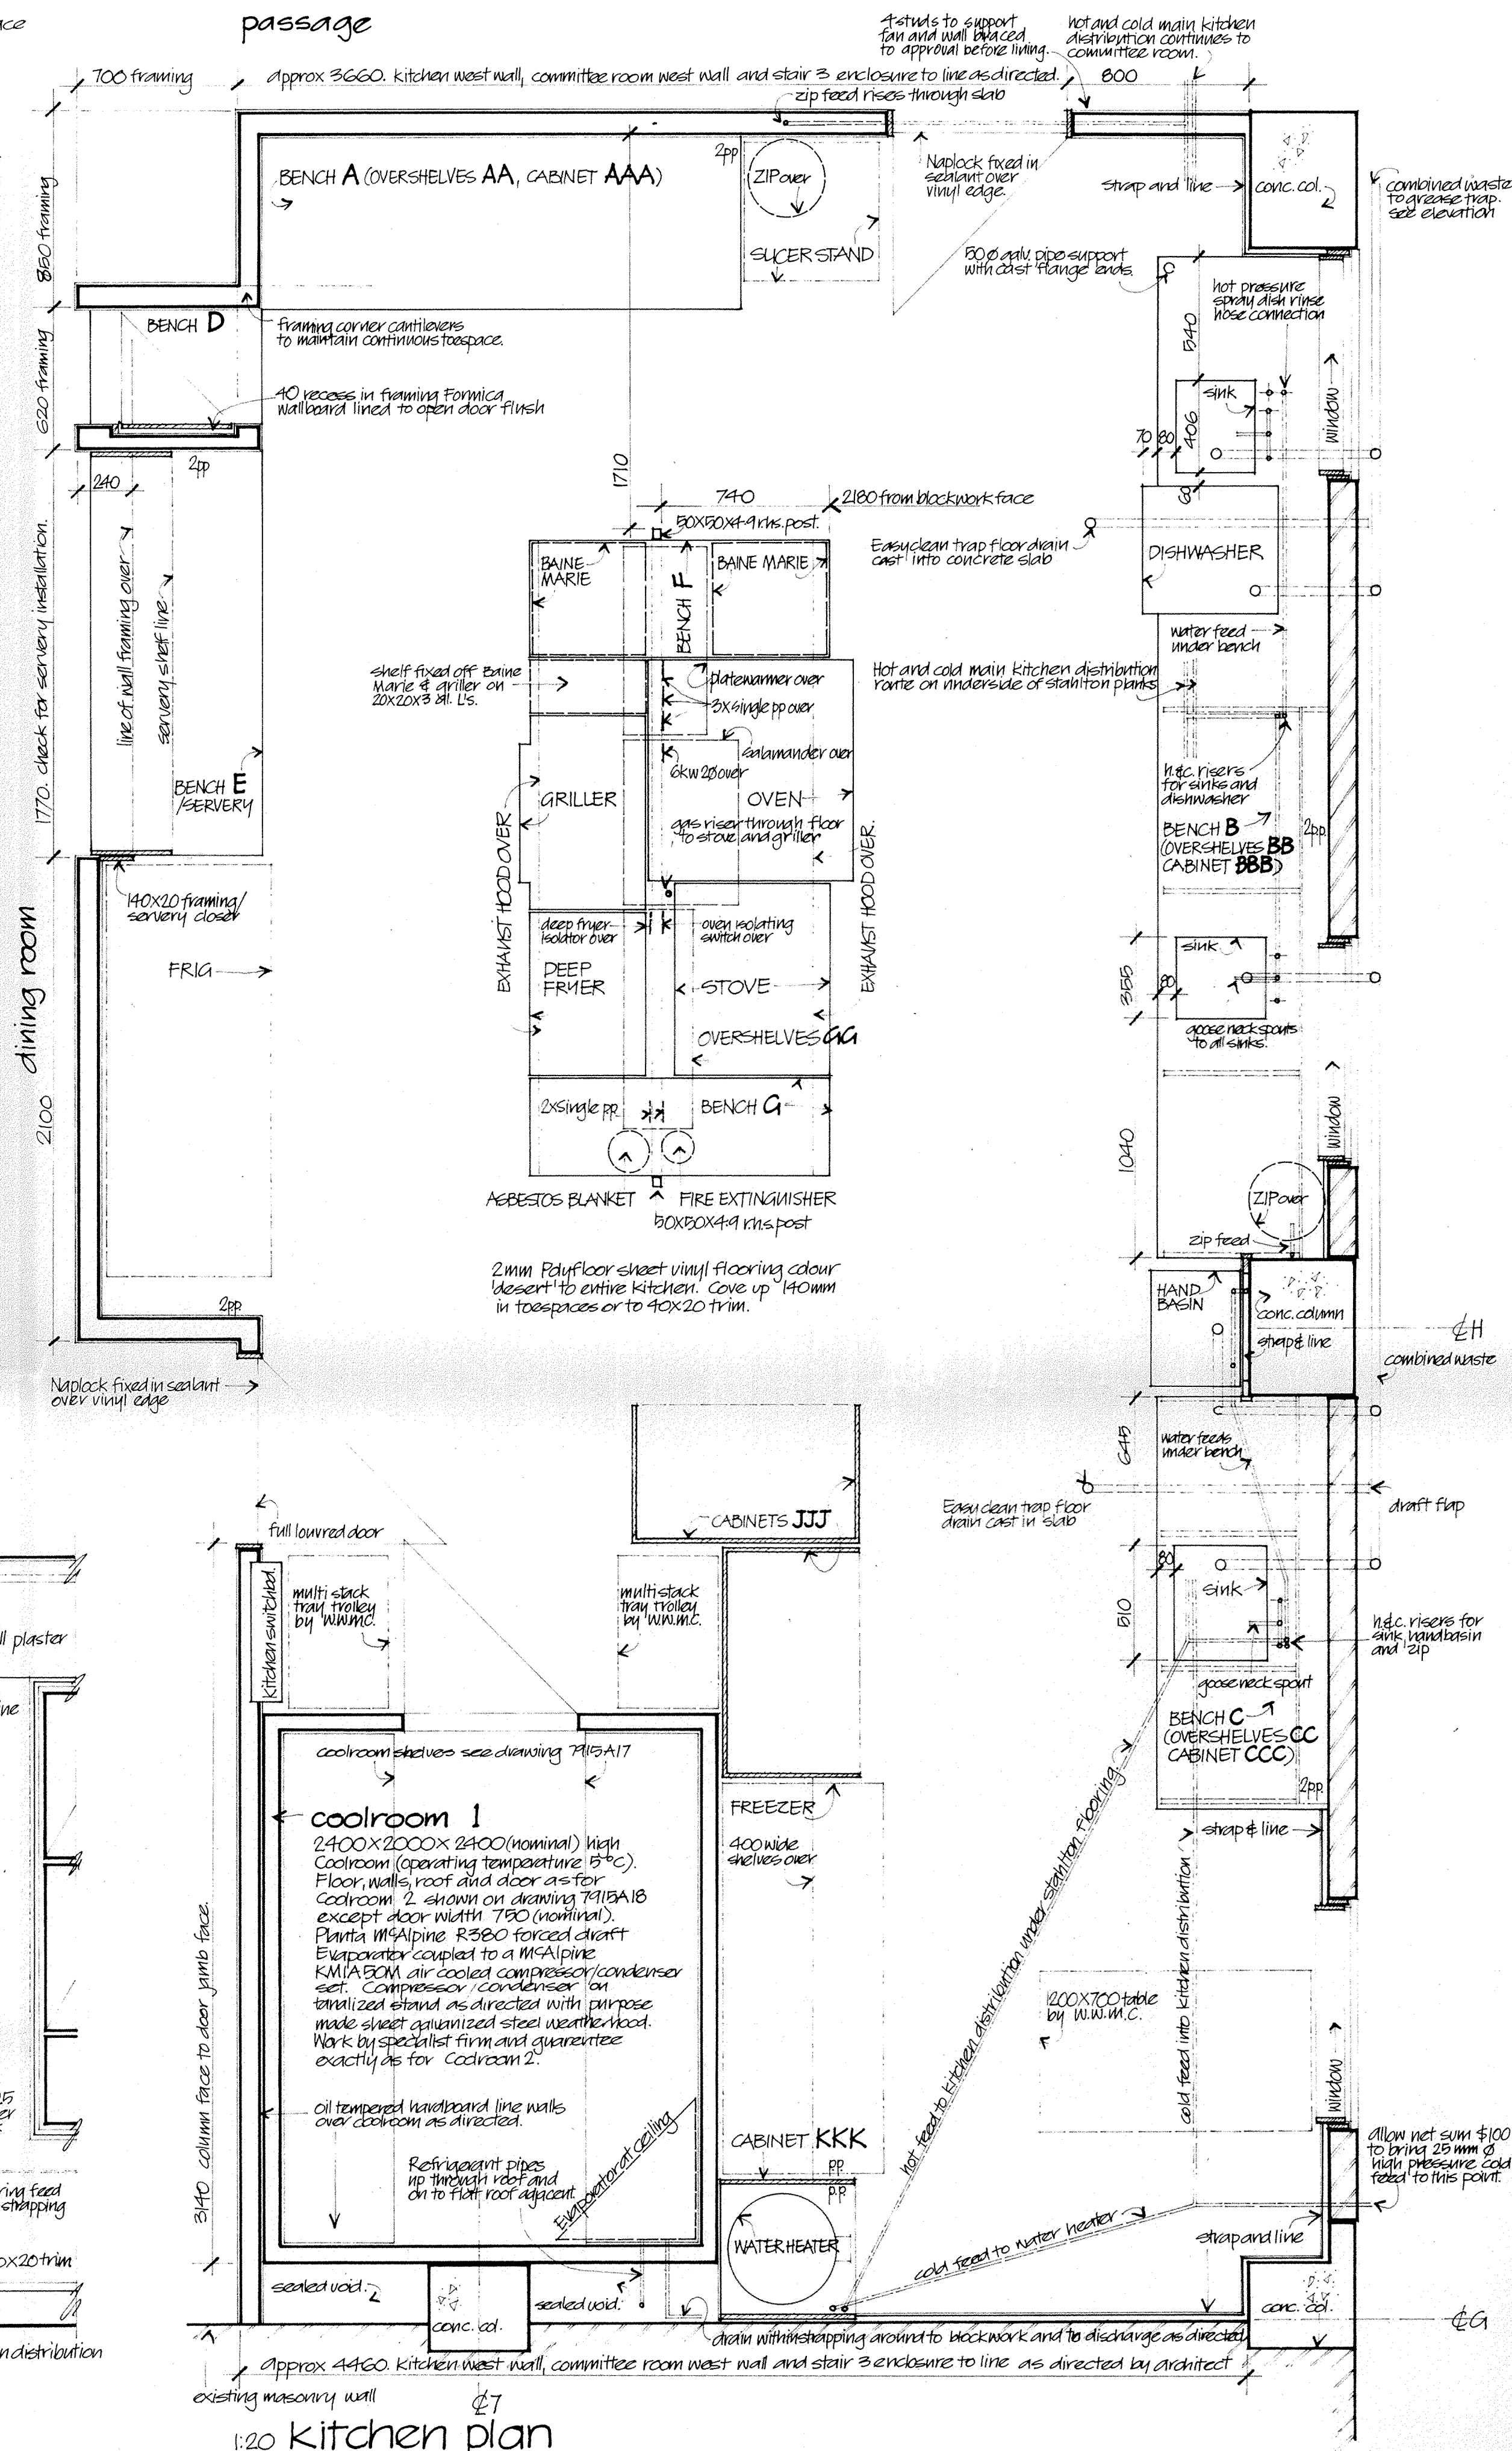 passage
4 studs to support
fan and wall braced
to approval before lining.
hot and cold main kitchen
distribution continues to
committee room.
700 framing
approx 3660. kitchen west wall, committee room west wall and stair 3 enclosure to line as directed.
800
zip feed rises through slab
BENCH A (OVERSHELVES AA, CABINET AAA)
2pp
ZIP over
SLICER STAND
Naplock fixed in
sealant over
vinyl edge.
strap and line
conc. col.
combined waste
to grease trap.
see elevation
850 framing
50 Ø galv. pipe support
with cast flange ends.
hot pressure
spray dish rinse
hose connection
BENCH D
framing corner cantilevers
to maintain continuous toespace.
620 framing
40 recess in framing Formica
wallboard lined to open door flush
540
sink
406
70 80
window
2pp
240
60
1710
740
2180 from blockwork face
50X50X4.9 r.h.s. post.
Easyclean trap floor drain
cast into concrete slab
DISHWASHER
BAINE
MARIE
BENCH F
BAINE MARIE
1770. check for servery installation.
line of wall framing over
servery shelf line
water feed
under bench
shelf fixed off Baine
Marie & griller on
20x20x3 all. L's.
platewarmer over
3X single pp over
Hot and cold main kitchen distribution
route on underside of stahlton planks
salamander over
6kw 2Ø over
BENCH E
/SERVERY
GRILLER
OVEN
h.&c. risers
for sinks and
dishwasher
gas riser through floor
to stove and griller
BENCH B
(OVERSHELVES BB
CABINET BBB)
2pp.
EXHAUST HOOD OVER
EXHAUST HOOD OVER.
140X20 framing/
servery closer
dining room
deep fryer
isolator over
oven isolating
switch over
FRIG
DEEP
FRYER
STOVE
sink
355
80
goose neck spouts
to all sinks.
OVERSHELVES GG
2100
2xsingle pp.
BENCH G
1040
window
ASBESTOS BLANKET
FIRE EXTINGUISHER
50X50X4.9 r.h.s post
ZIP over
zip feed
2mm Polyfloor sheet vinyl flooring colour
'desert' to entire kitchen. Cove up 140mm
in toespaces or to 40X20 trim.
HAND
BASIN
conc. column
strap & line
2pp.
℄H
combined waste
Naplock fixed in sealant
over vinyl edge
645
water feeds
under bench
Easyclean trap floor
drain cast in slab
draft flap
CABINETS JJJ
full louvred door
Kitchen switchbd.
multi stack
tray trolley
by W.W.M.C.
multi stack
tray trolley
by W.W.M.C.
80
sink
510
h.&c. risers for
sink, handbasin
and zip
gooseneck spout
BENCH C
(OVERSHELVES CC
CABINET CCC)
2pp.
strap & line
coolroom shelves see drawing 7915A17
coolroom 1
2400X2000X2400 (nominal) high
Coolroom (operating temperature 5°C).
Floor, walls, roof and door as for
Coolroom 2 shown on drawing 7915A18
except door width 750 (nominal).
Planta McAlpine R380 forced draft
Evaporator coupled to a McAlpine
KM1A50M air cooled compressor/condenser
set. Compressor/condenser on
tanalized stand as directed with purpose
made sheet galvanized steel weatherhood.
Work by specialist firm and guarentee
exactly as for Coolroom 2.
FREEZER
400 wide
shelves over
hot feed to kitchen distribution under stahlton flooring
cold feed into kitchen distribution
1200X700 table
by W.W.M.C.
window
3140 column face to door jamb face.
oil tempered hardboard line walls
over coolroom as directed.
Refrigerant pipes
up through roof and
on to flat roof adjacent.
Evaporator at ceiling
CABINET KKK
pp.
p.p.
WATER HEATER
allow net sum $100
to bring 25mm Ø
high pressure cold
feed to this point.
cold feed to water heater
strap and line
sealed void
conc. col.
sealed void.
conc. col.
℄G
drain within strapping around to blockwork and to discharge as directed
approx 4460. kitchen west wall, committee room west wall and stair 3 enclosure to line as directed by architect
existing masonry wall
℄7
1:20 kitchen plan
ll plaster
ring feed
strapping
0x20 trim
n distribution